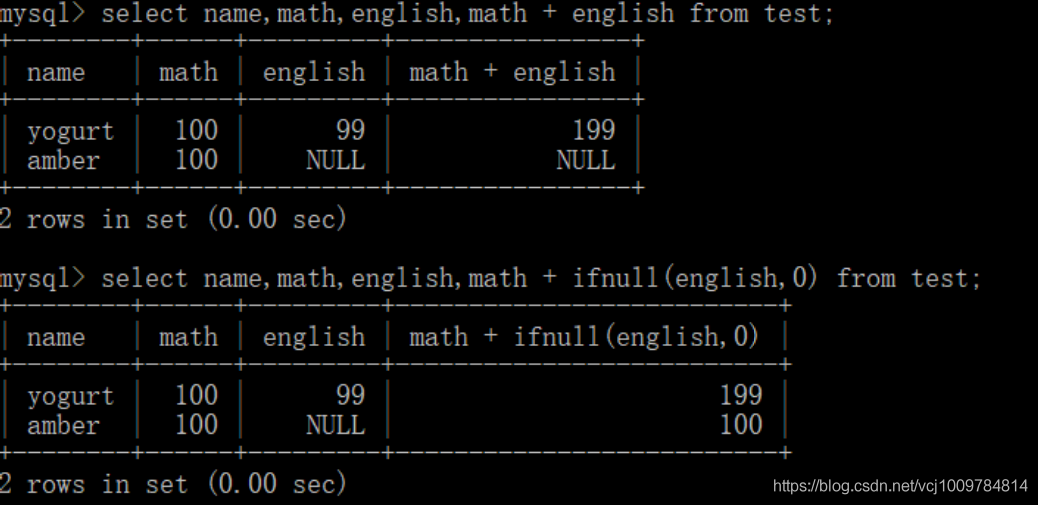 mysql> select name,math,english,math + english from test;
+---------+------+---------+----------------+
| name | math | english | math + english |
+---------+------+---------+----------------+
| yogurt | 100 | 99 | 199 |
| amber | 100 | NULL | NULL |
+---------+------+---------+----------------+
2 rows in set (0.00 sec)
mysql> select name,math,english,math + ifnull(english,0) from test;
+---------+------+---------+--------------------------+
| name | math | english | math + ifnull(english,0) |
+---------+------+---------+--------------------------+
| yogurt | 100 | 99 | 199 |
| amber | 100 | NULL | 100 |
+---------+------+---------+--------------------------+
2 rows in set (0.00 sec)
https://blog.csdn.net/vcj1009784814